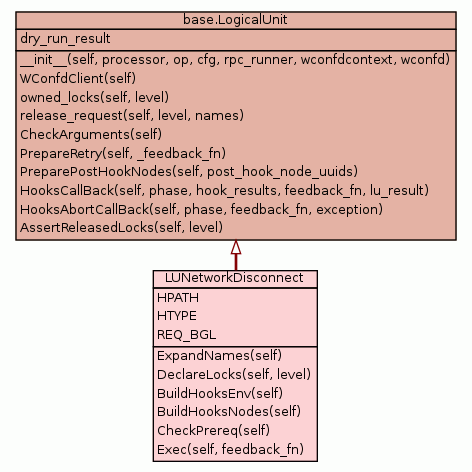 base.LogicalUnit
dry_run_result
__init__(self, processor, op, cfg, rpc_runner, wconfdcontext, wconfd)
WConfdClient(self)
owned_locks(self, level)
release_request(self, level, names)
CheckArguments(self)
PrepareRetry(self, _feedback_fn)
PreparePostHookNodes(self, post_hook_node_uuids)
HooksCallBack(self, phase, hook_results, feedback_fn, lu_result)
HooksAbortCallBack(self, phase, feedback_fn, exception)
AssertReleasedLocks(self, level)
LUNetworkDisconnect
HPATH
HTYPE
REQ_BGL
ExpandNames(self)
DeclareLocks(self, level)
BuildHooksEnv(self)
BuildHooksNodes(self)
CheckPrereq(self)
Exec(self, feedback_fn)